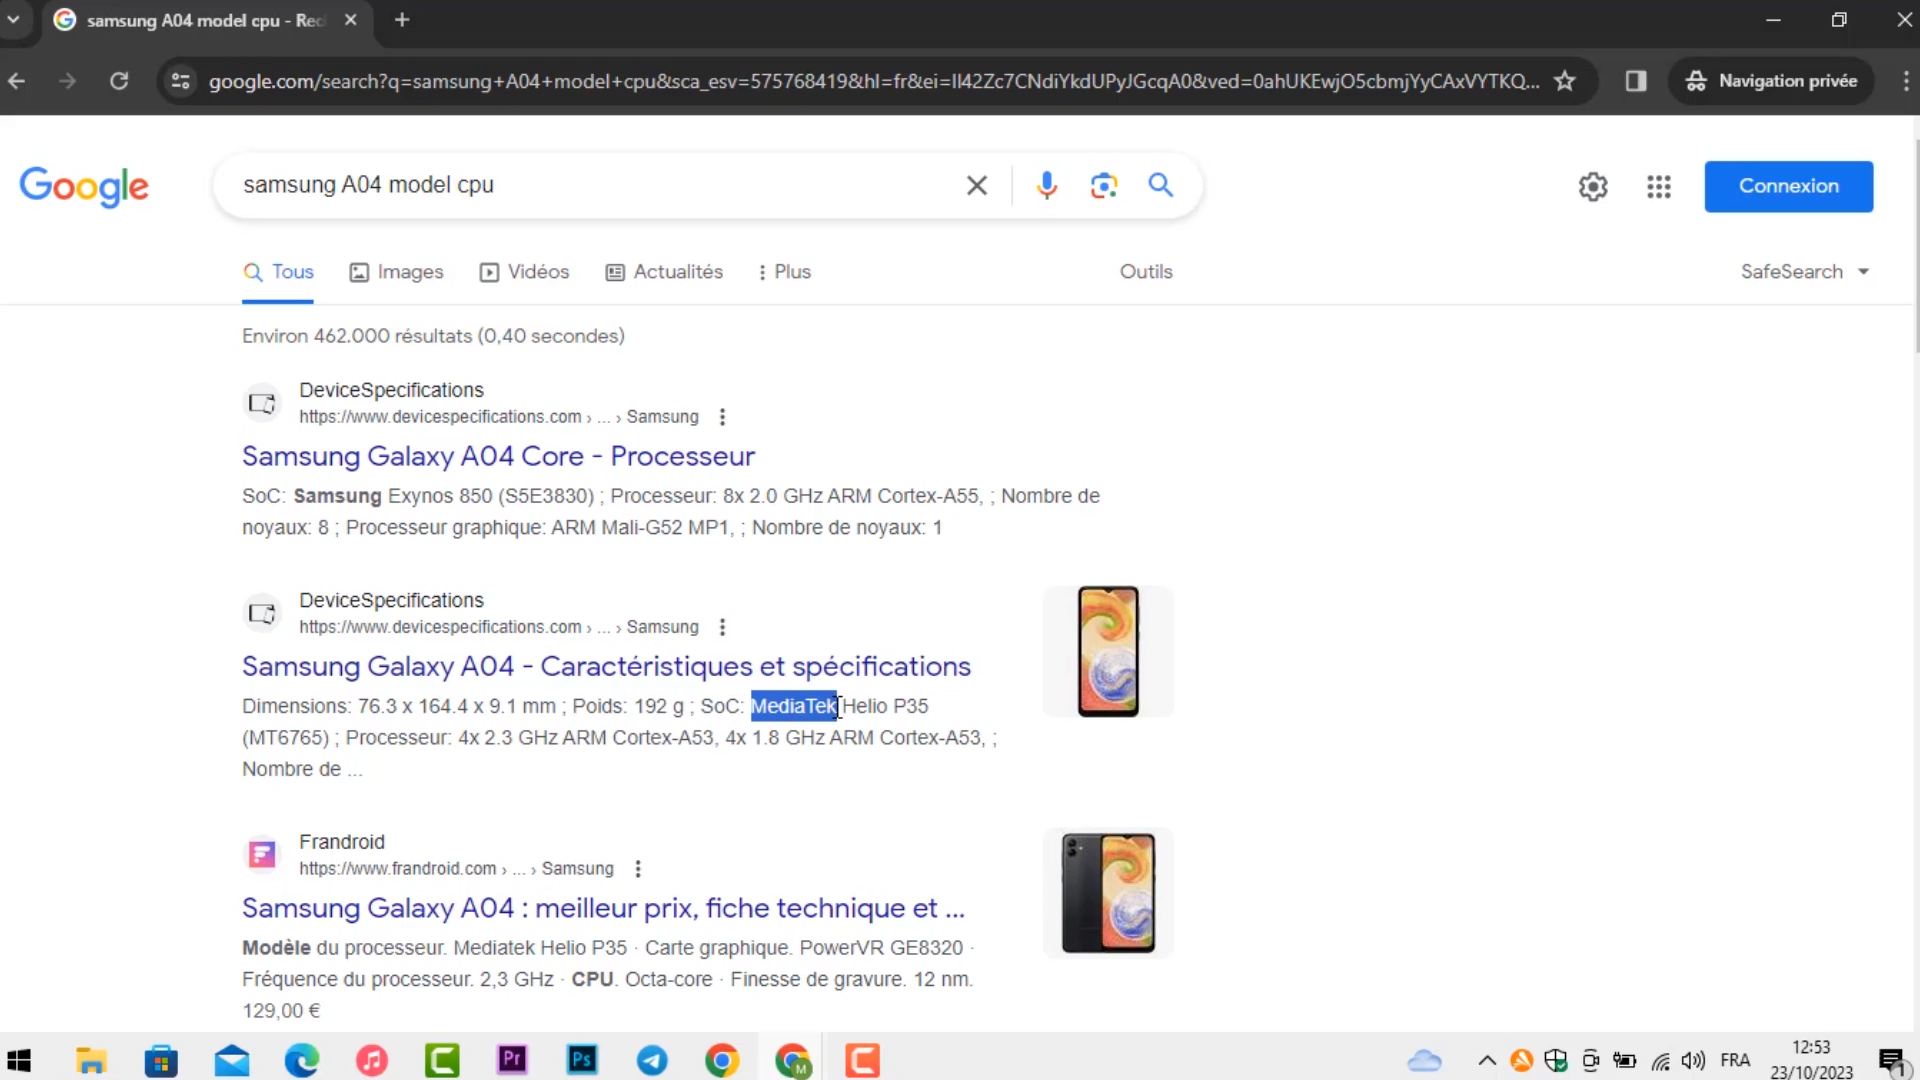 samsung A04 model cpu - Rec
google.com/search?q=samsung+A04+model+cpu&sca_esv=575768419&hl=fr&ei=Il42Zc7CNdiYkdUPyJGcqA0&ved=0ahUKEwjO5cbmjYyCAxVYTKQ...
Navigation privée
Google
samsung A04 model cpu
Connexion
Tous
Images
Vidéos
Actualités
Plus
Outils
SafeSearch
Environ 462.000 résultats (0,40 secondes)
DeviceSpecifications
https://www.devicespecifications.com › ... › Samsung
Samsung Galaxy A04 Core - Processeur
SoC: Samsung Exynos 850 (S5E3830) ; Processeur: 8x 2.0 GHz ARM Cortex-A55, ; Nombre de
noyaux: 8 ; Processeur graphique: ARM Mali-G52 MP1, ; Nombre de noyaux: 1
DeviceSpecifications
https://www.devicespecifications.com › ... › Samsung
Samsung Galaxy A04 - Caractéristiques et spécifications
Dimensions: 76.3 x 164.4 x 9.1 mm ; Poids: 192 g ; SoC: MediaTek Helio P35
(MT6765) ; Processeur: 4x 2.3 GHz ARM Cortex-A53, 4x 1.8 GHz ARM Cortex-A53, ;
Nombre de ...
Frandroid
https://www.frandroid.com › ... › Samsung
Samsung Galaxy A04 : meilleur prix, fiche technique et ...
Modèle du processeur. Mediatek Helio P35 · Carte graphique. PowerVR GE8320 ·
Fréquence du processeur. 2,3 GHz · CPU. Octa-core · Finesse de gravure. 12 nm.
129,00 €
Pr
Ps
M
FRA
12:53
23/10/2023
1